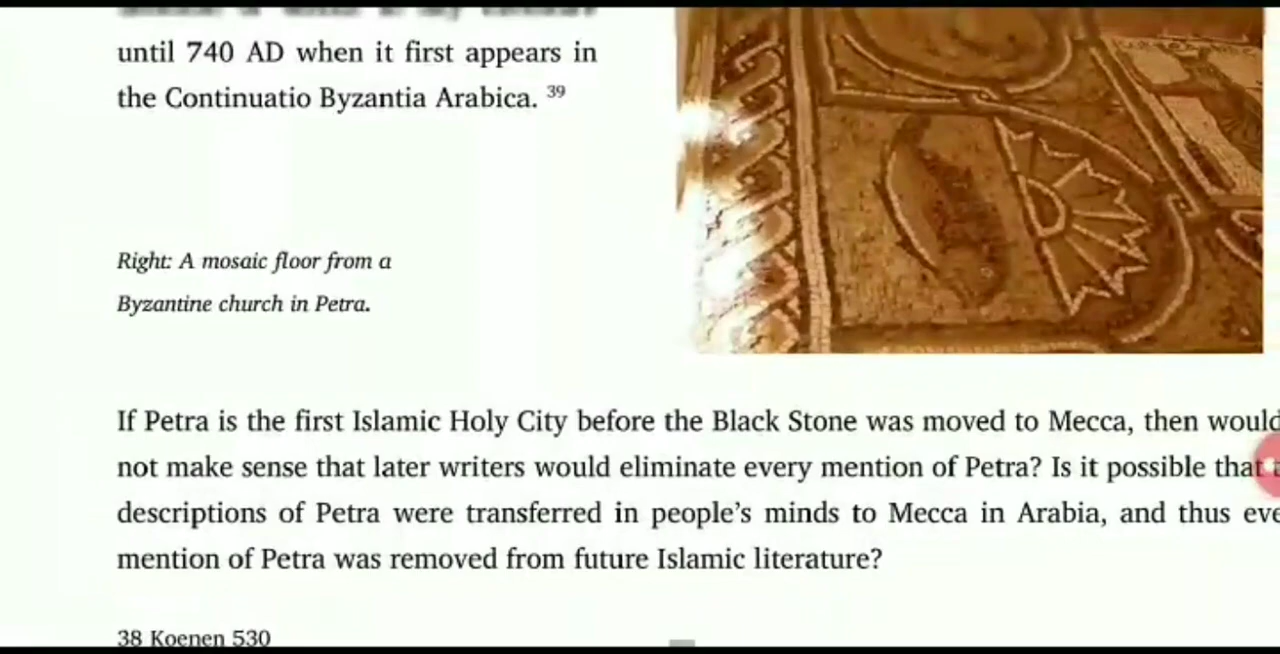 until 740 AD when it first appears in
the Continuatio Byzantia Arabica. 39
Right: A mosaic floor from a
Byzantine church in Petra.
If Petra is the first Islamic Holy City before the Black Stone was moved to Mecca, then would
not make sense that later writers would eliminate every mention of Petra? Is it possible that
descriptions of Petra were transferred in people's minds to Mecca in Arabia, and thus
mention of Petra was removed from future Islamic literature?
38 Koenen 530